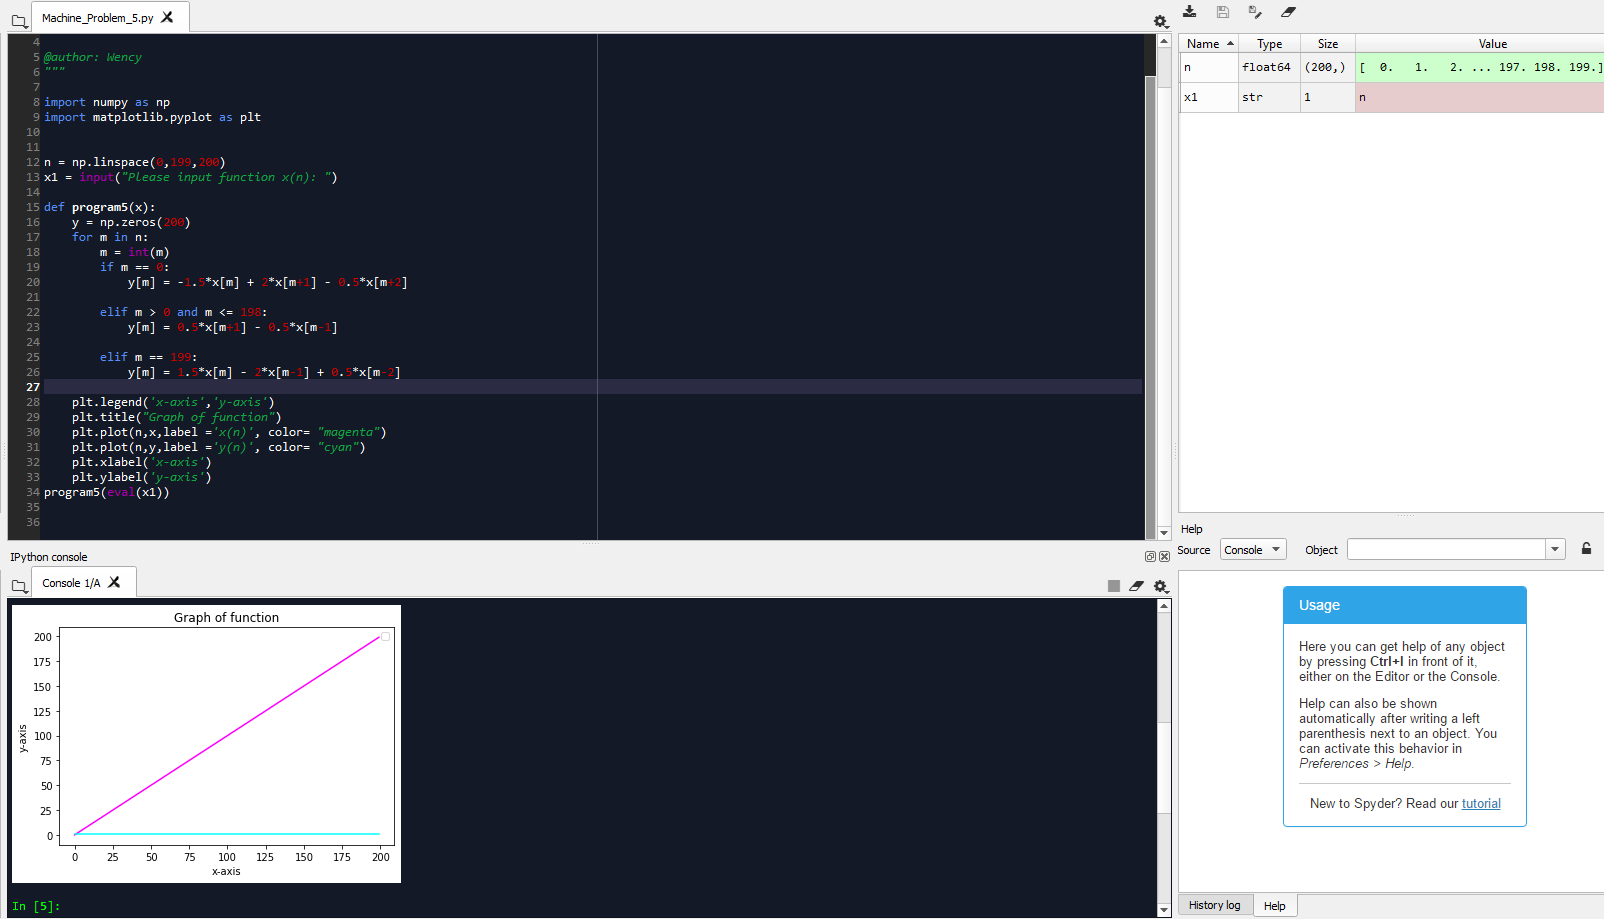 Machine_Problem_5.py
4
5 @author: Wency
6 """
7
8 import numpy as np
9 import matplotlib.pyplot as plt
10
11
12 n = np.linspace(0,199,200)
13 x1 = input("Please input function x(n): ")
14
15 def program5(x):
16     y = np.zeros(200)
17     for m in n:
18         m = int(m)
19         if m == 0:
20             y[m] = -1.5*x[m] + 2*x[m+1] - 0.5*x[m+2]
21
22         elif m > 0 and m <= 198:
23             y[m] = 0.5*x[m+1] - 0.5*x[m-1]
24
25         elif m == 199:
26             y[m] = 1.5*x[m] - 2*x[m-1] + 0.5*x[m-2]
27
28     plt.legend('x-axis','y-axis')
29     plt.title("Graph of function")
30     plt.plot(n,x,label ='x(n)', color= "magenta")
31     plt.plot(n,y,label ='y(n)', color= "cyan")
32     plt.xlabel('x-axis')
33     plt.ylabel('y-axis')
34 program5(eval(x1))
35
36
IPython console
Console 1/A
Graph of function
200
175
150
125
100
75
50
25
0
y-axis
0 25 50 75 100 125 150 175 200
x-axis
In [5]:
Name Type Size Value
n float64 (200,) [ 0. 1. 2. ... 197. 198. 199.]
x1 str 1 n
Help
Source Console Object
Usage
Here you can get help of any object
by pressing Ctrl+I in front of it,
either on the Editor or the Console.
Help can also be shown
automatically after writing a left
parenthesis next to an object. You
can activate this behavior in
Preferences > Help.
New to Spyder? Read our tutorial
History log Help